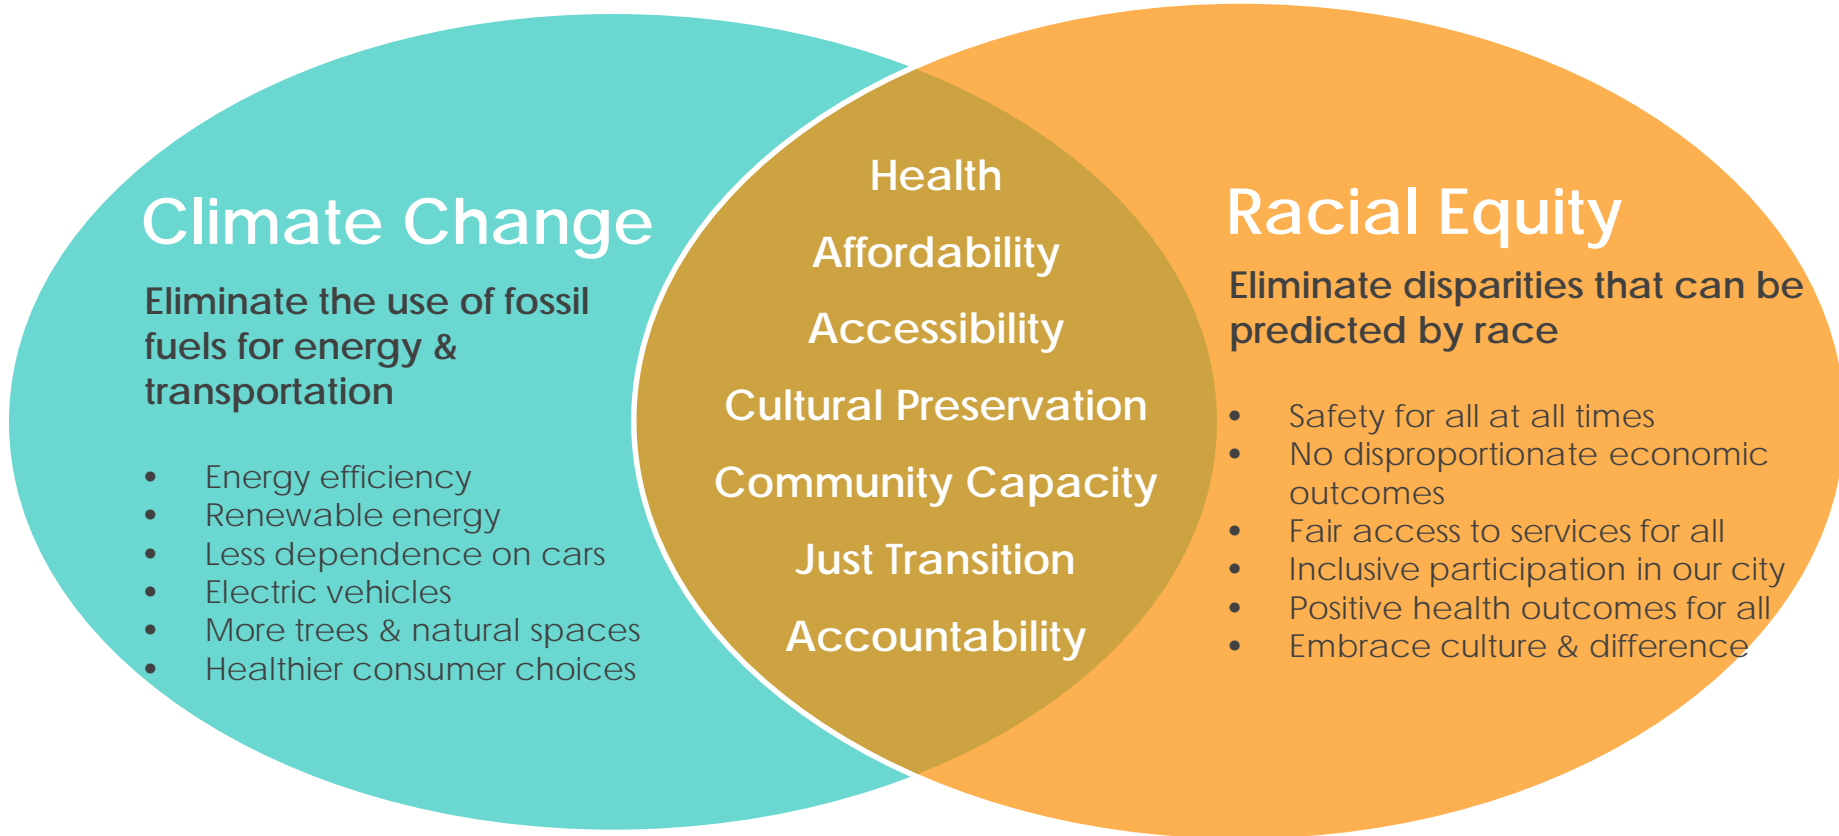 Climate Change
Eliminate the use of fossil
fuels for energy &
transportation
• Energy efficiency
• Renewable energy
• Less dependence on cars
• Electric vehicles
• More trees & natural spaces
• Healthier consumer choices
Health
Affordability
Accessibility
Cultural Preservation
Community Capacity
Just Transition
Accountability
Racial Equity
Eliminate disparities that can be
predicted by race
• Safety for all at all times
• No disproportionate economic
outcomes
• Fair access to services for all
• Inclusive participation in our city
• Positive health outcomes for all
• Embrace culture & difference